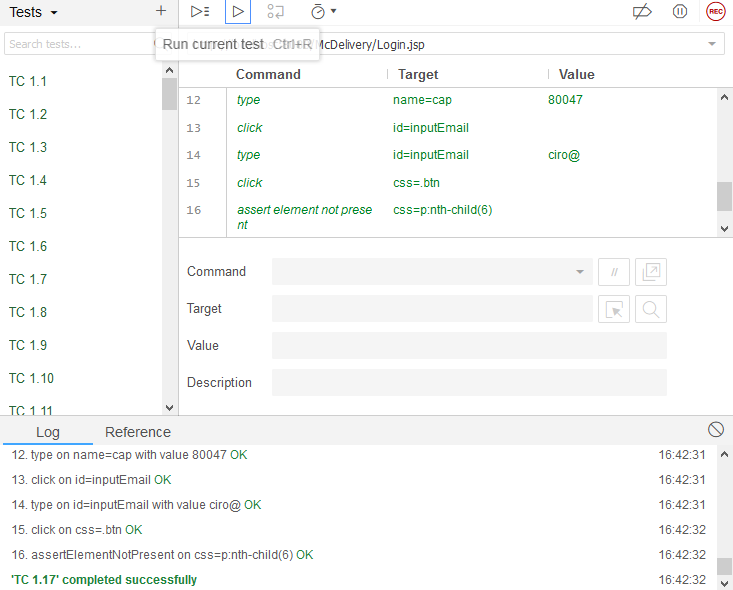 Tests
REC
Search tests...
Run current test Ctrl+R
McDelivery/Login.jsp
TC 1.1
TC 1.2
TC 1.3
TC 1.4
TC 1.5
TC 1.6
TC 1.7
TC 1.8
TC 1.9
TC 1.10
TC 1.11
Command Target Value
12 type name=cap 80047
13 click id=inputEmail
14 type id=inputEmail ciro@
15 click css=.btn
16 assert element not prese
nt css=p:nth-child(6)
Command //
Target
Value
Description
Log Reference
12. type on name=cap with value 80047 OK 16:42:31
13. click on id=inputEmail OK 16:42:31
14. type on id=inputEmail with value ciro@ OK 16:42:31
15. click on css=.btn OK 16:42:32
16. assertElementNotPresent on css=p:nth-child(6) OK 16:42:32
'TC 1.17' completed successfully 16:42:32